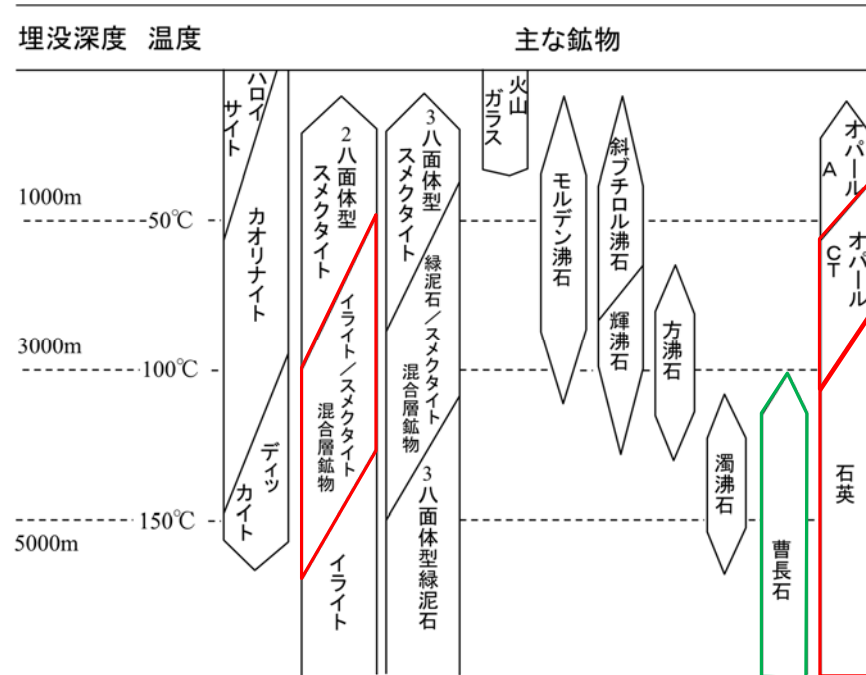 埋没深度 温度 主な鉱物
1000m
50℃
3000m
100℃
150℃
5000m
ハロイ
サイト
カオリナイト
ディッ
カイト
2八面体型
スメクタイト
イライト／スメクタイト
混合層鉱物
イライト
3八面体型
スメクタイト
緑泥石／スメクタイト
混合層鉱物
3八面体型緑泥石
火山
ガラス
モルデン沸石
斜プチロル沸石
輝沸石
方沸石
濁沸石
曹長石
オパール
A
オパール
CT
石英